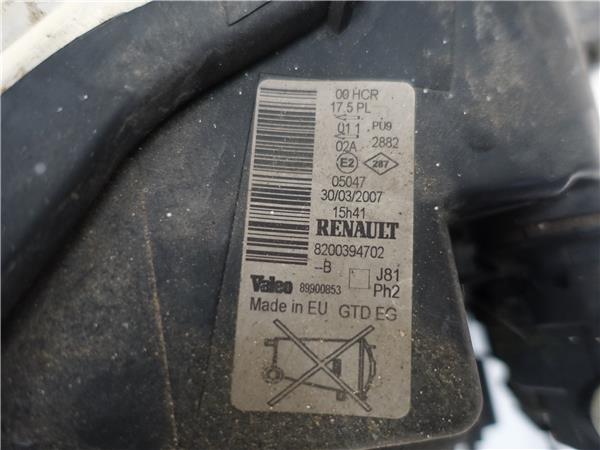 00 HCR
17.5 PL
011 PU9
02A 2882
E2 287
05047
30/03/2007
15h41
RENAULT
8200394702
--B J81
Valeo 89900853 Ph2
Made in EU GTD EG